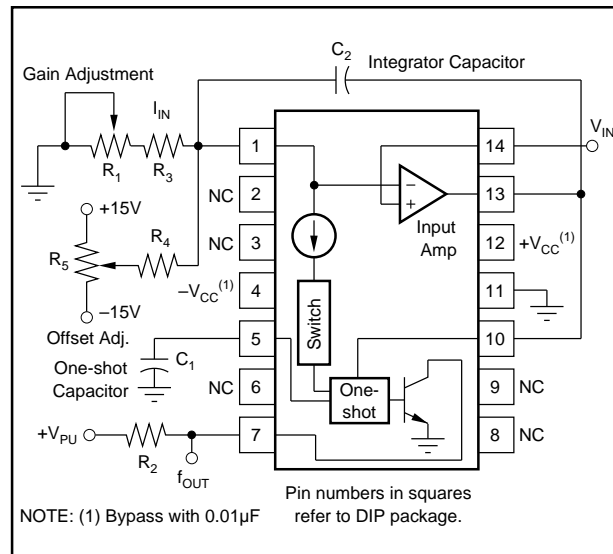 C2
Integrator Capacitor
Gain Adjustment
IIN
VIN
R1
R3
1
14
–
+
Input
Amp
2
NC
13
+15V
R4
3
NC
12
+VCC(1)
R5
–VCC(1)
4
11
–15V
Offset Adj.
Switch
One-shot
Capacitor
C1
5
10
NC
6
One-
shot
9
NC
+VPU
R2
7
8
NC
fOUT
Pin numbers in squares
refer to DIP package.
NOTE: (1) Bypass with 0.01µF